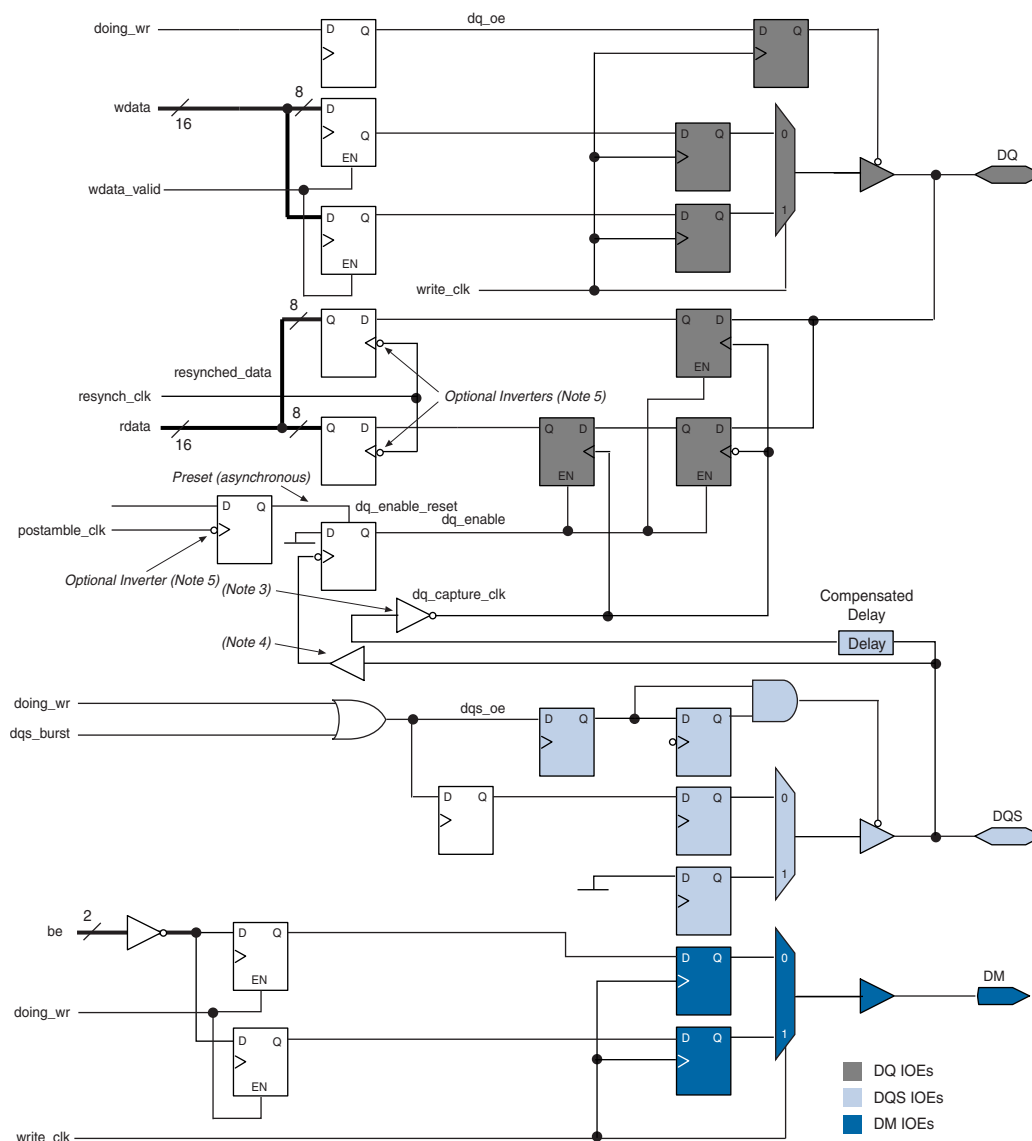 doing_wr
D Q
dq_oe
D Q
wdata
16
8
D
Q
EN
D Q
0
DQ
wdata_valid
D
Q
EN
D Q
1
write_clk
8
Q D
Q D
EN
resynched_data
resynch_clk
Optional Inverters (Note 5)
rdata
16
8
Q D
Q D
EN
Q D
EN
Preset (asynchronous)
D Q
dq_enable_reset
postamble_clk
D Q
dq_enable
Optional Inverter (Note 5)
(Note 3)
dq_capture_clk
Compensated
Delay
Delay
(Note 4)
doing_wr
dqs_burst
dqs_oe
D Q
D Q
D Q
D Q
0
DQS
D Q
1
be
2
D Q
EN
D Q
0
DM
doing_wr
D Q
EN
D Q
1
write_clk
DQ IOEs
DQS IOEs
DM IOEs